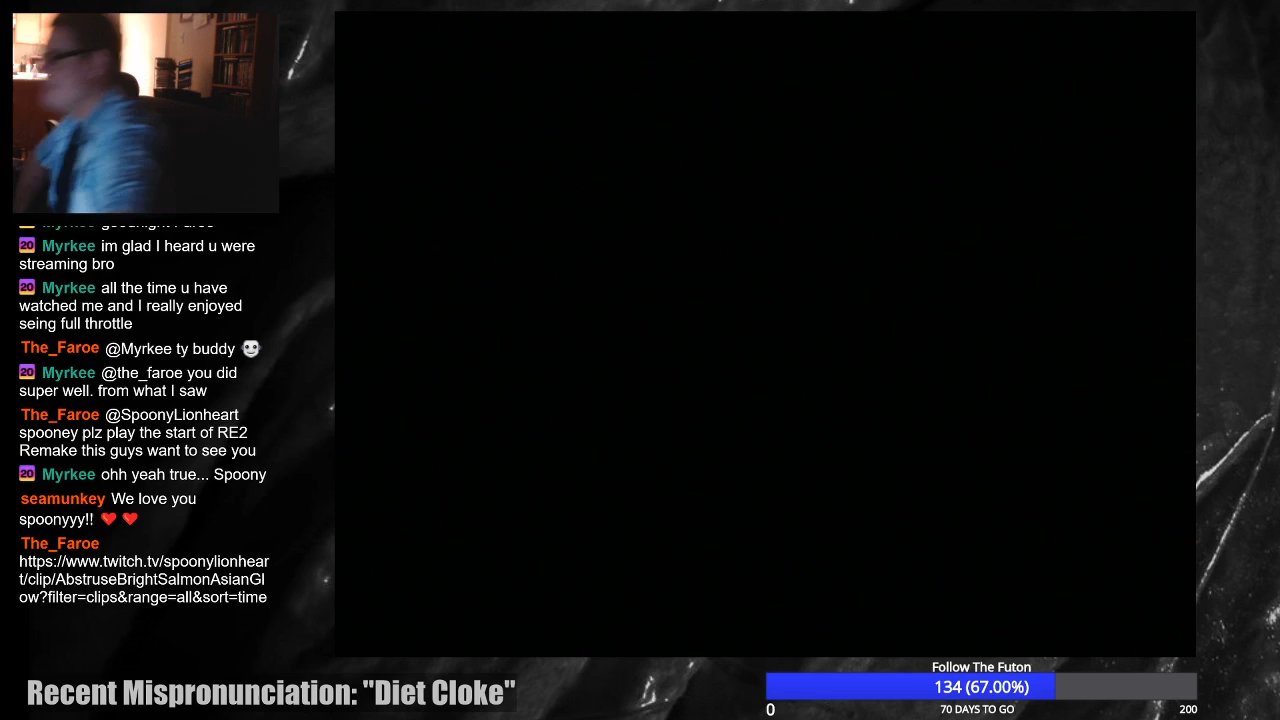 20 Myrkee im glad I heard u were
streaming bro
20 Myrkee all the time u have
watched me and I really enjoyed
seing full throttle
The_Faroe @Myrkee ty buddy
20 Myrkee @the_faroe you did
super well. from what I saw
The_Faroe @SpoonyLionheart
spooney plz play the start of RE2
Remake this guys want to see you
20 Myrkee ohh yeah true... Spoony
seamunkey We love you
spoonyyy!!
The_Faroe
https://www.twitch.tv/spoonylionhear
t/clip/AbstruseBrightSalmonAsianGl
ow?filter=clips&range=all&sort=time
Recent Mispronunciation: "Diet Cloke"
Follow The Futon
134 (67.00%)
0 70 DAYS TO GO 200